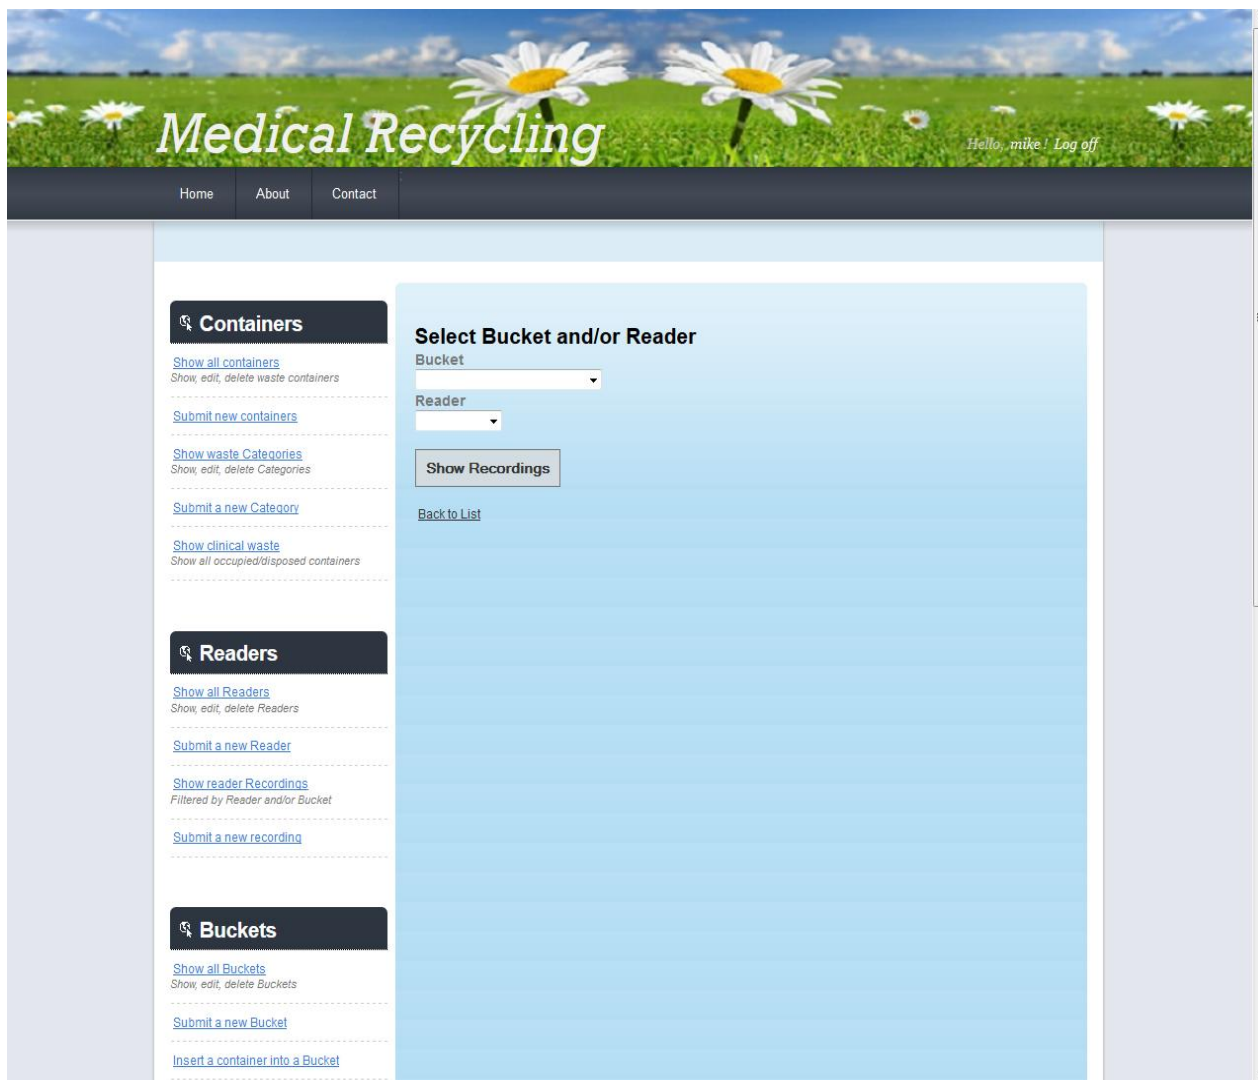 Medical Recycling
Hello, mike ! Log off
Home About Contact
Containers
Show all containers
Show, edit, delete waste containers
Submit new containers
Show waste Categories
Show, edit, delete Categories
Submit a new Category
Show clinical waste
Show all occupied/disposed containers
Readers
Show all Readers
Show, edit, delete Readers
Submit a new Reader
Show reader Recordings
Filtered by Reader and/or Bucket
Submit a new recording
Buckets
Show all Buckets
Show, edit, delete Buckets
Submit a new Bucket
Insert a container into a Bucket
Select Bucket and/or Reader
Bucket
Reader
Show Recordings
Back to List